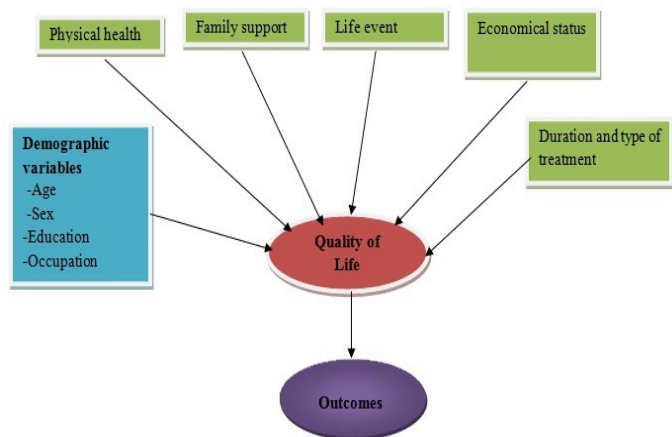 Physical health
Family support
Life event
Economical status
Duration and type of
treatment
Demographic
variables
-Age
-Sex
-Education
-Occupation
Quality of
Life
Outcomes